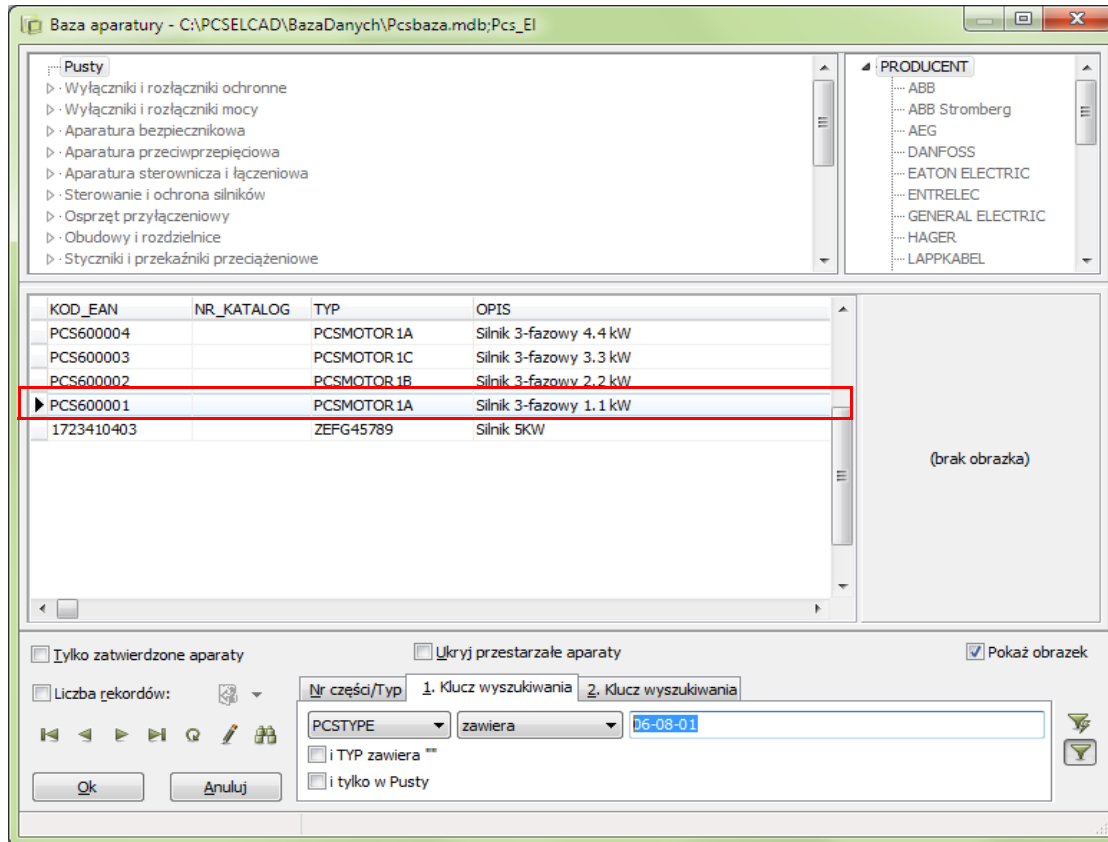 Baza aparatury - C:\PCSELCAD\BazaDanych\Pcsbaza.mdb;Pcs_El
Pusty
Wyłączniki i rozłączniki ochronne
Wyłączniki i rozłączniki mocy
Aparatura bezpiecznikowa
Aparatura przeciwprzepięciowa
Aparatura sterownicza i łączeniowa
Sterowanie i ochrona silników
Osprzęt przyłączeniowy
Obudowy i rozdzielnice
Styczniki i przekaźniki przeciążeniowe
PRODUCENT
ABB
ABB Stromberg
AEG
DANFOSS
EATON ELECTRIC
ENTRELEC
GENERAL ELECTRIC
HAGER
LAPPKABEL
KOD_EAN NR_KATALOG TYP OPIS
PCS600004 PCSMOTOR1A Silnik 3-fazowy 4.4 kW
PCS600003 PCSMOTOR1C Silnik 3-fazowy 3.3 kW
PCS600002 PCSMOTOR1B Silnik 3-fazowy 2.2 kW
PCS600001 PCSMOTOR1A Silnik 3-fazowy 1.1 kW
1723410403 ZEFG45789 Silnik 5KW
(brak obrazka)
Tylko zatwierdzone aparaty Ukryj przestarzałe aparaty Pokaż obrazek
Liczba rekordów: Nr części/Typ 1. Klucz wyszukiwania 2. Klucz wyszukiwania
PCSTYPE zawiera 06-08-01
i TYP zawiera ""
i tylko w Pusty
Ok Anuluj